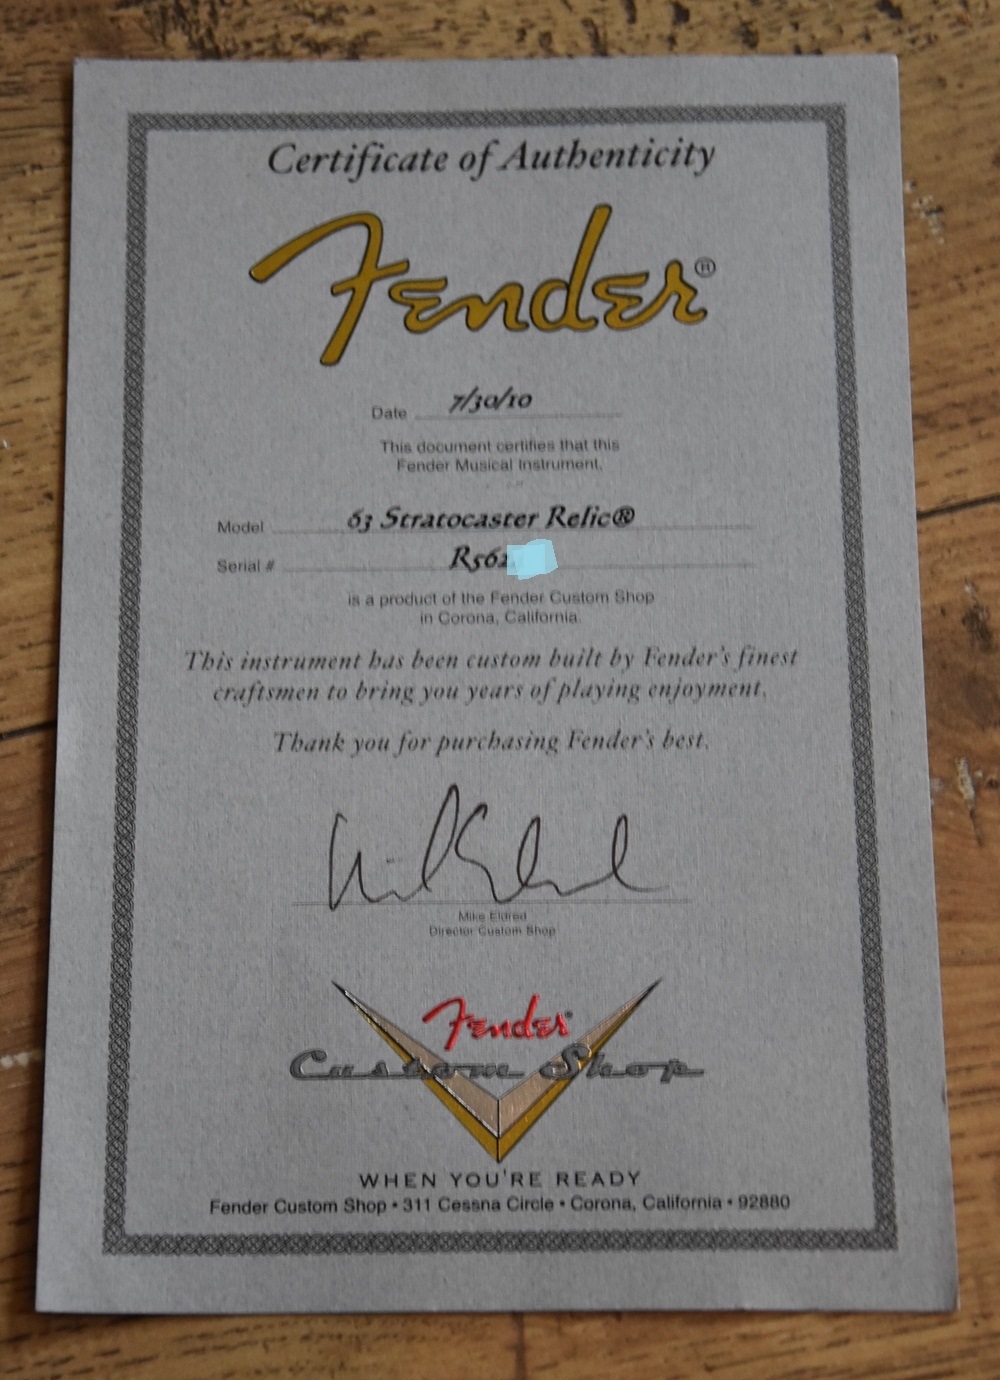 Certificate of Authenticity
Fender®
Date 7/30/10
This document certifies that this
Fender Musical Instrument,
Model 63 Stratocaster Relic®
Serial # R562
is a product of the Fender Custom Shop
in Corona, California.
This instrument has been custom built by Fender's finest
craftsmen to bring you years of playing enjoyment.
Thank you for purchasing Fender's best.
Mike Eldred
Director Custom Shop
Fender®
Custom Shop
WHEN YOU'RE READY
Fender Custom Shop • 311 Cessna Circle • Corona, California • 92880